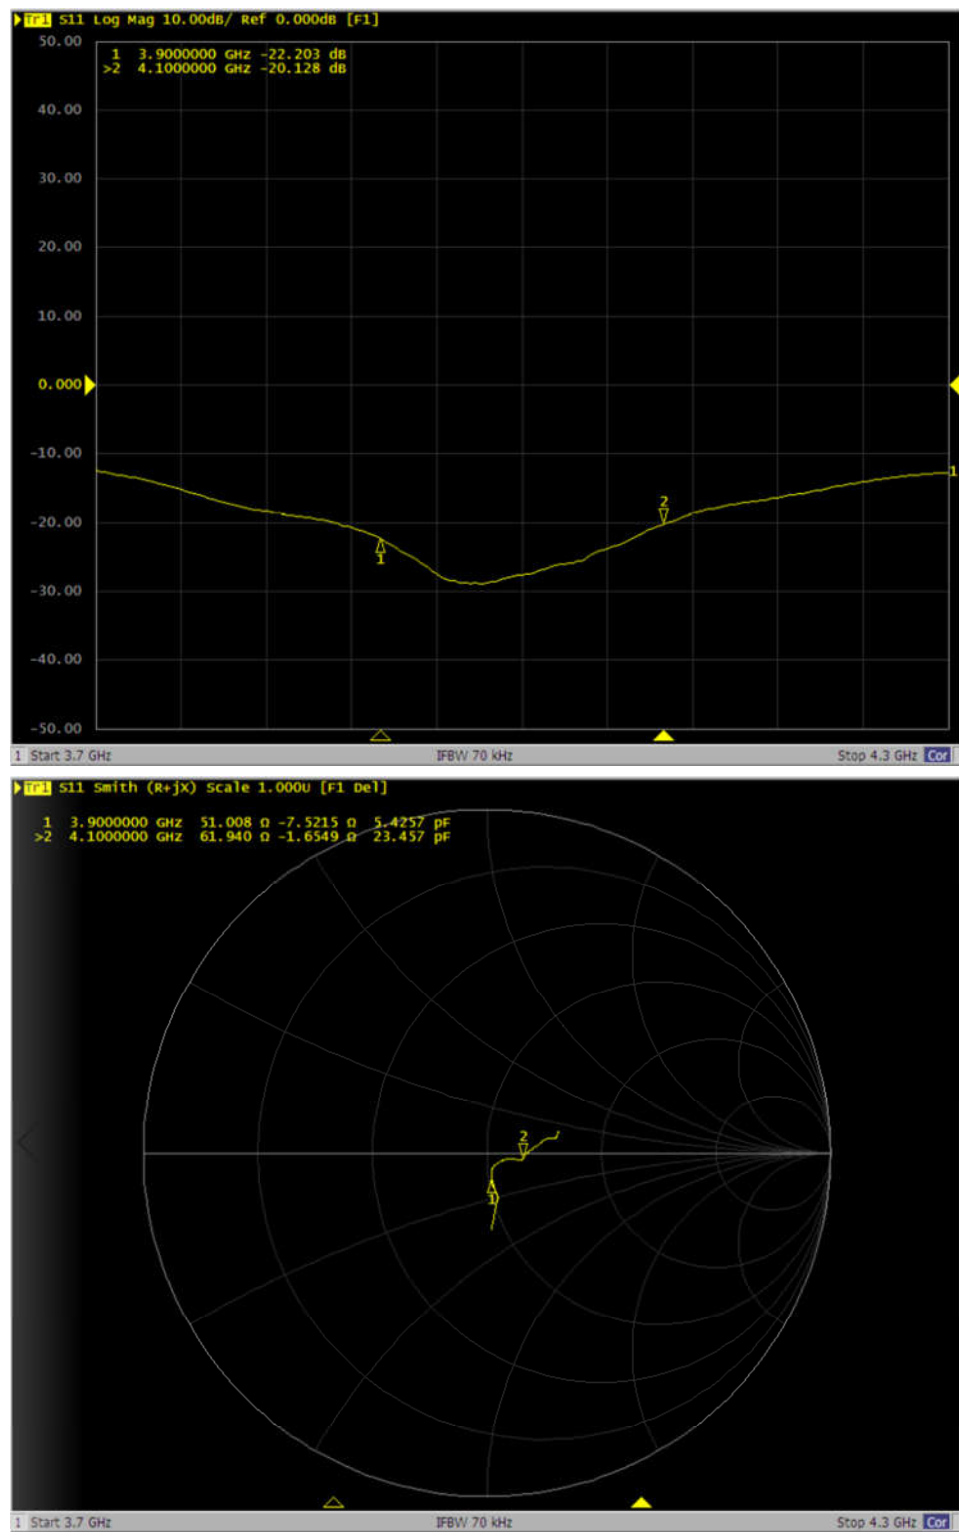 Tr1 S11 Log Mag 10.00dB/ Ref 0.000dB [F1]
50.00
1 3.9000000 GHz -22.203 dB
>2 4.1000000 GHz -20.128 dB
40.00
30.00
20.00
10.00
0.000
-10.00
1
2
-20.00
1
-30.00
-40.00
-50.00
1 Start 3.7 GHz IFBW 70 kHz Stop 4.3 GHz Cor
Tr1 S11 Smith (R+jX) Scale 1.000U [F1 Del]
1 3.9000000 GHz 51.008 Ω -7.5215 Ω 5.4257 pF
>2 4.1000000 GHz 61.940 Ω -1.6549 Ω 23.457 pF
2
1
1 Start 3.7 GHz IFBW 70 kHz Stop 4.3 GHz Cor